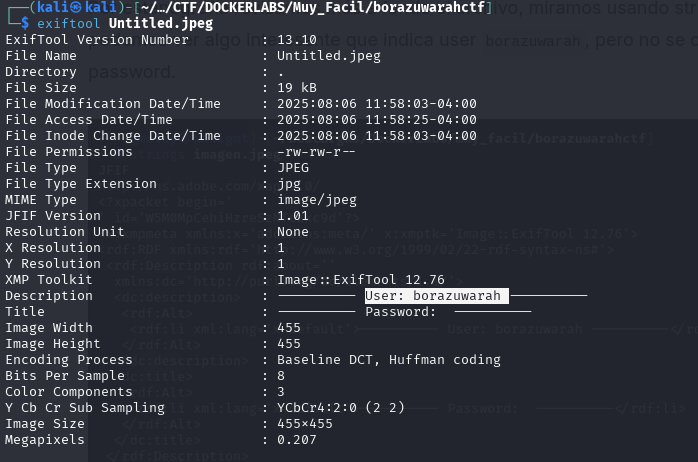 ┌──(kali㉿kali)-[~/…/CTF/DOCKERLABS/Muy_Facil/borazuwarahctf]
└─$ exiftool Untitled.jpeg
ExifTool Version Number : 13.10
File Name : Untitled.jpeg
Directory : .
File Size : 19 kB
File Modification Date/Time : 2025:08:06 11:58:03-04:00
File Access Date/Time : 2025:08:06 11:58:25-04:00
File Inode Change Date/Time : 2025:08:06 11:58:03-04:00
File Permissions : -rw-rw-r--
File Type : JPEG
File Type Extension : jpg
MIME Type : image/jpeg
JFIF Version : 1.01
Resolution Unit : None
X Resolution : 1
Y Resolution : 1
XMP Toolkit : Image::ExifTool 12.76
Description : ---------- User: borazuwarah ----------
Title : ---------- Password: ----------
Image Width : 455
Image Height : 455
Encoding Process : Baseline DCT, Huffman coding
Bits Per Sample : 8
Color Components : 3
Y Cb Cr Sub Sampling : YCbCr4:2:0 (2 2)
Image Size : 455×455
Megapixels : 0.207